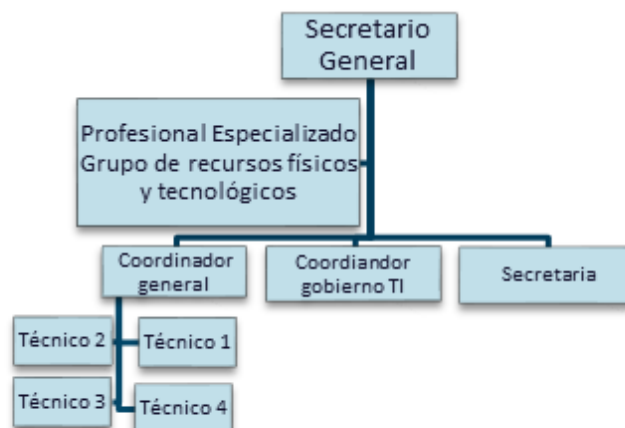 Secretario
General
Profesional Especializado
Grupo de recursos físicos
y tecnológicos
Coordinador
general
Coordiandor
gobierno TI
Secretaria
Técnico 2
Técnico 1
Técnico 3
Técnico 4